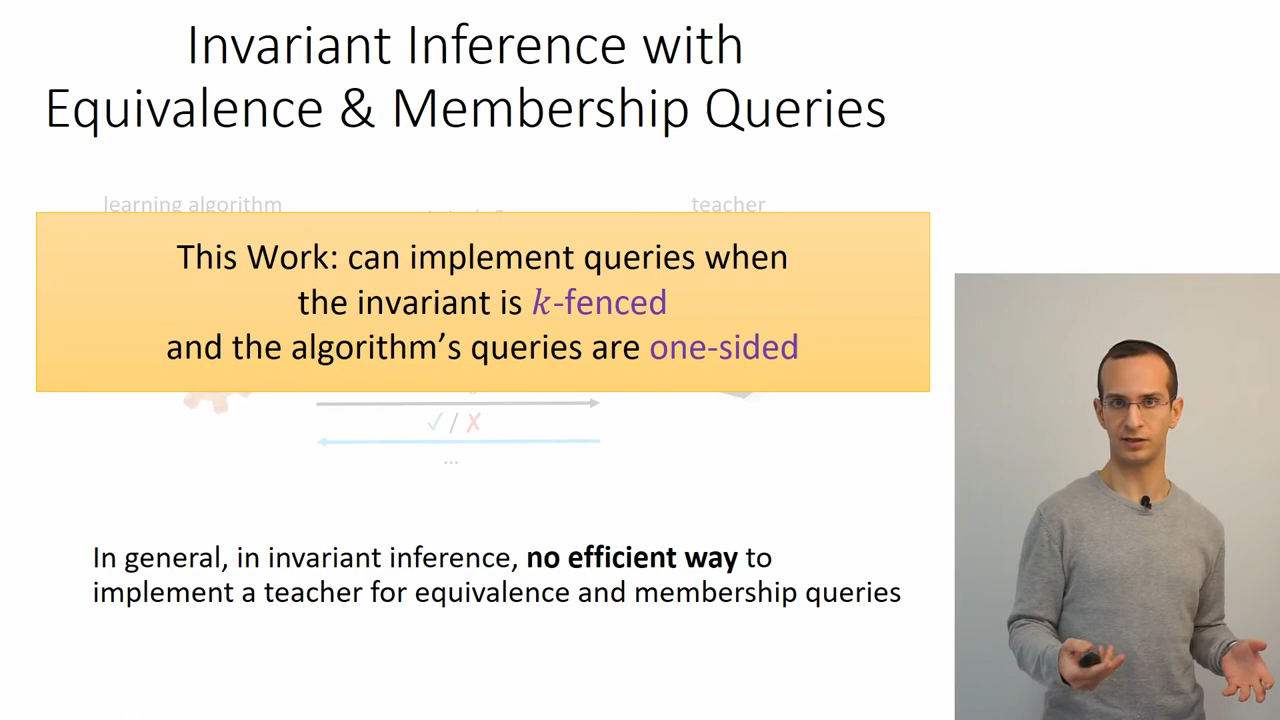 Invariant Inference with
Equivalence & Membership Queries
learning algorithm
teacher
This Work: can implement queries when
the invariant is k-fenced
and the algorithm's queries are one-sided
✓ / ✗
...
In general, in invariant inference, no efficient way to
implement a teacher for equivalence and membership queries